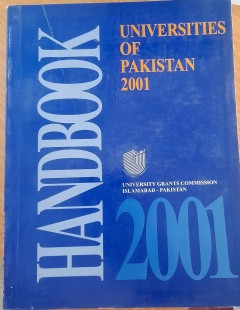 HANDBOOK
UNIVERSITIES
OF
PAKISTAN
2001
UNIVERSITY GRANTS COMMISSION
ISLAMABAD - PAKISTAN
2001